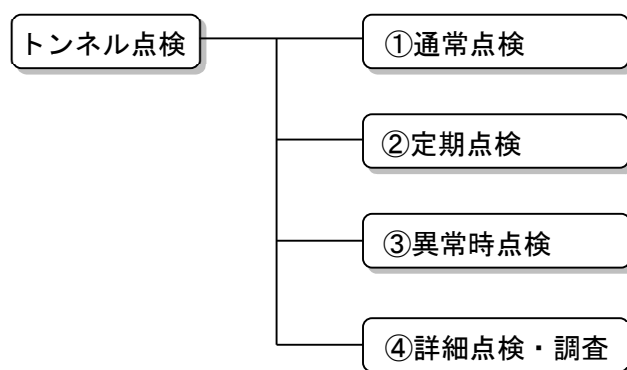 トンネル点検
①通常点検
②定期点検
③異常時点検
④詳細点検・調査